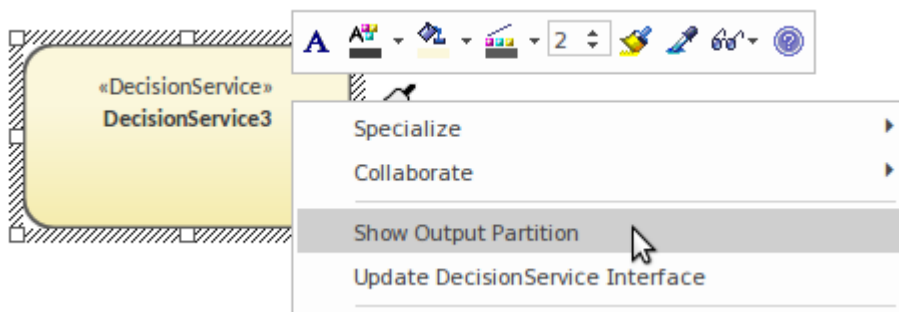 «DecisionService»
DecisionService3
A
A
2
Specialize
Collaborate
Show Output Partition
Update DecisionService Interface